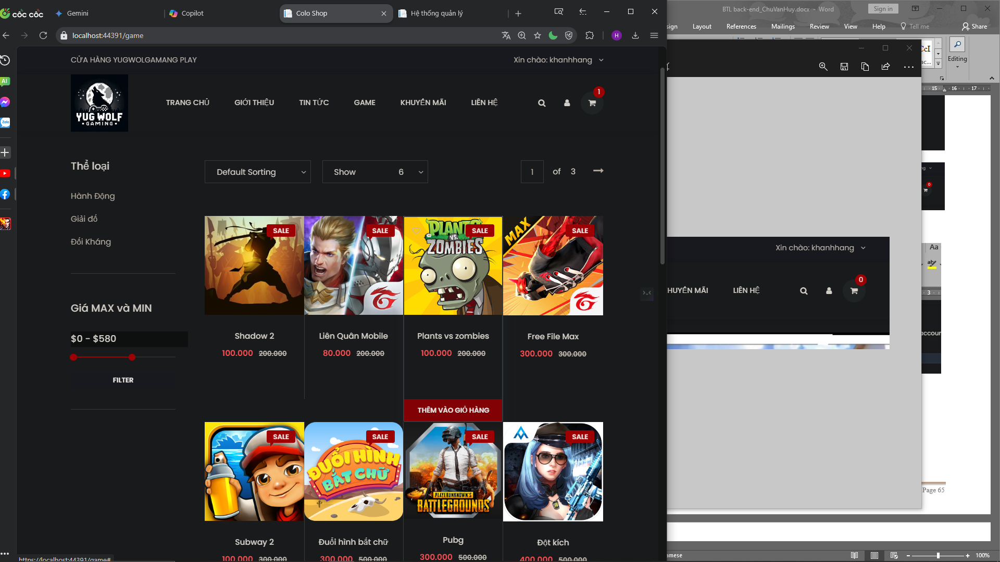 cốc cốc
Gemini
Copilot
Colo Shop
Hệ thống quản lý
localhost:44391/game
H
BTL back-end_ChuVanHuy.docx - Word
Sign in
Layout
References
Mailings
Review
View
Help
Tell me
Share
Editing
CỬA HÀNG YUGWOLGAMANG PLAY
Xin chào: khanhhang
YUG WOLF
GAMING
TRANG CHỦ
GIỚI THIỆU
TIN TỨC
GAME
KHUYẾN MÃI
LIÊN HỆ
1
Thể loại
Hành Động
Giải đố
Đối Kháng
Giá MAX và MIN
$0 - $580
FILTER
Default Sorting
Show 6
1 of 3
SALE
SALE
PLANTS VS. ZOMBIES
SALE
MAX
SALE
Shadow 2
100.000 200.000
Liên Quân Mobile
80.000 200.000
Plants vs zombies
100.000 200.000
Free File Max
300.000 300.000
THÊM VÀO GIỎ HÀNG
SALE
SALE
ĐUỔI HÌNH
BẮT CHỮ
SALE
PLAYERUNKNOWN'S
BATTLEGROUNDS
SALE
Subway 2
100.000 300.000
Đuổi hình bắt chữ
300.000 500.000
Pubg
300.000 500.000
Đột kích
400.000 500.000
https://localhost:44391/game#
Xin chào: khanhhang
HUYẾN MÃI
LIÊN HỆ
0
15
16
17
0
Aa
3
accoun
Page 65
100%